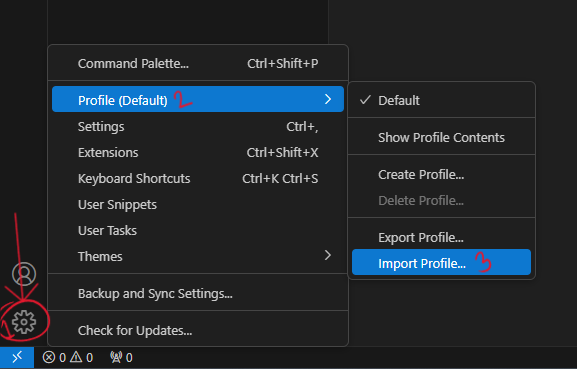 Command Palette... Ctrl+Shift+P
Profile (Default) 2
Settings Ctrl+,
Extensions Ctrl+Shift+X
Keyboard Shortcuts Ctrl+K Ctrl+S
User Snippets
User Tasks
Themes
Backup and Sync Settings...
Check for Updates...
Default
Show Profile Contents
Create Profile...
Delete Profile...
Export Profile...
Import Profile... 3
1
0 0 0